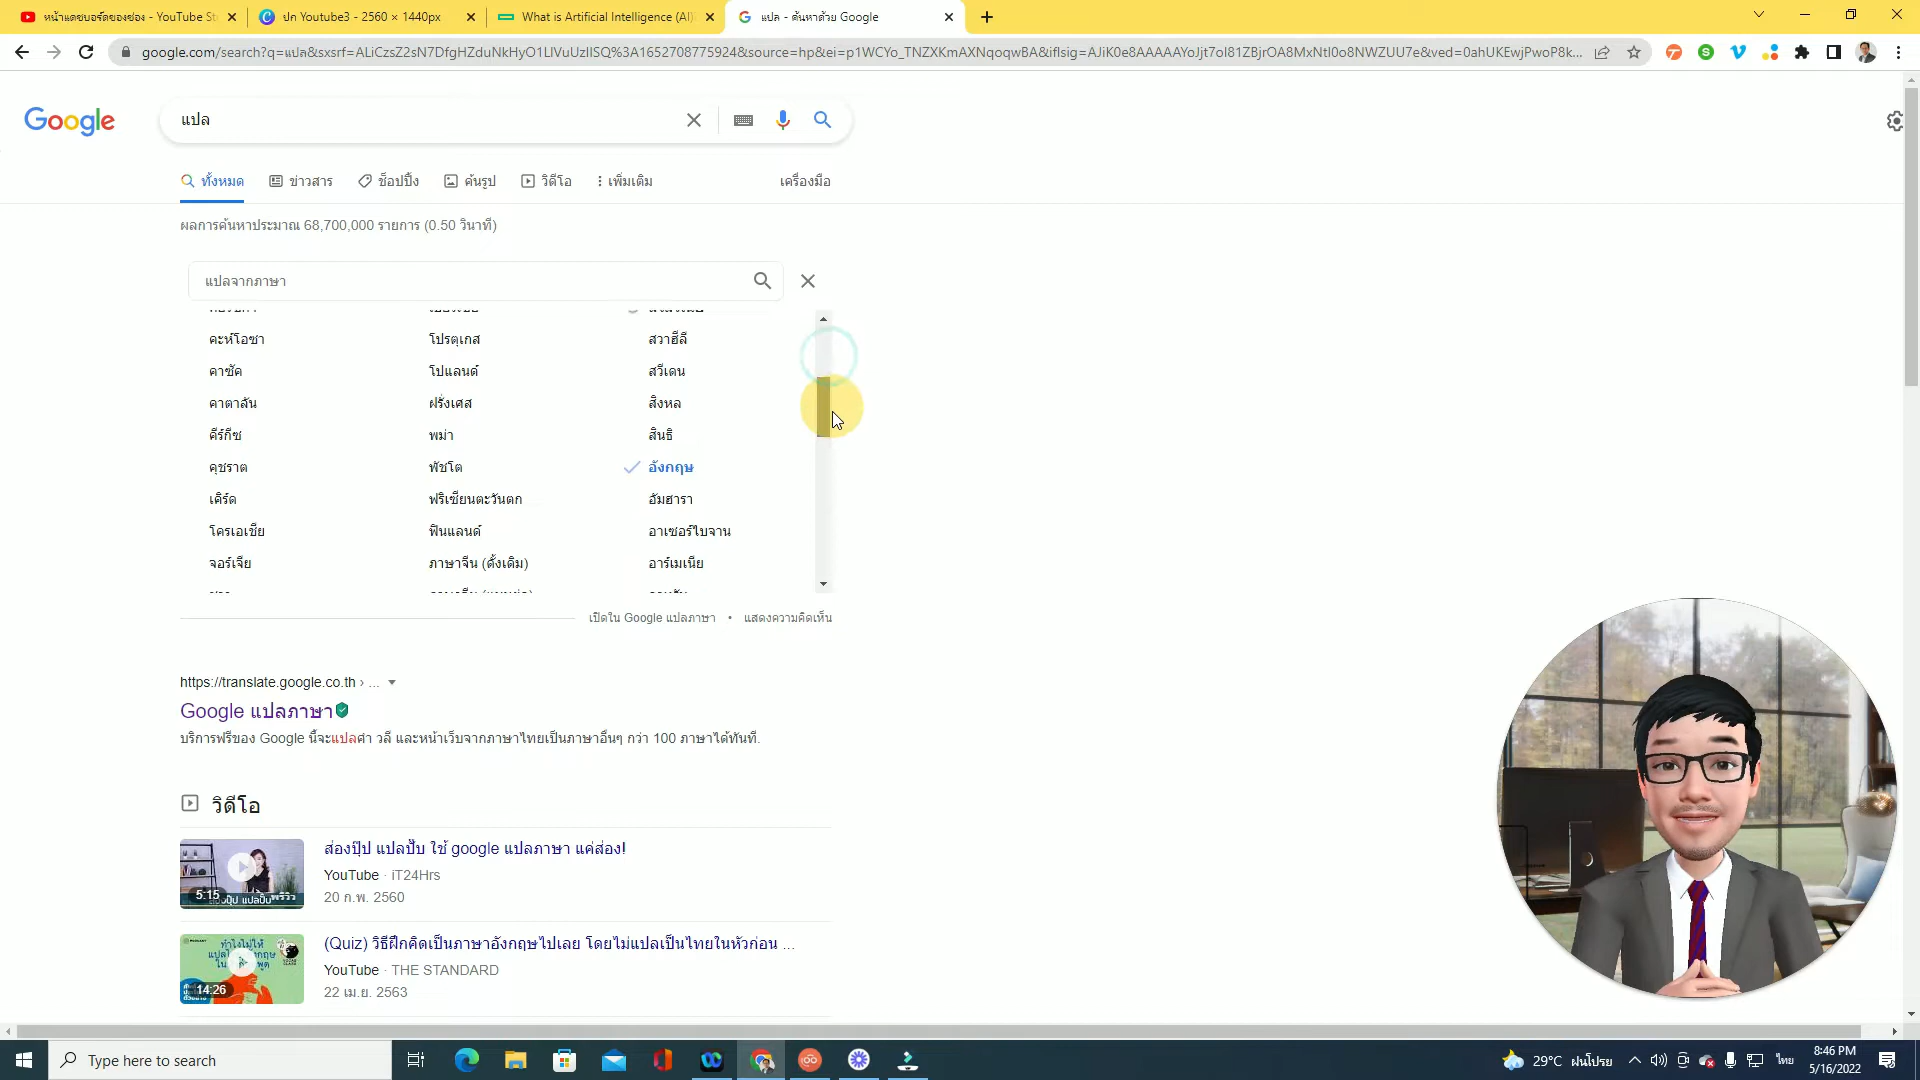 หน้าแดชบอร์ดของช่อง - YouTube St
ปก Youtube3 - 2560 × 1440px
What is Artificial Intelligence (AI)
แปล - ค้นหาด้วย Google
google.com/search?q=แปล&sxsrf=ALiCzsZ2sN7DfgHZduNkHyO1LlVuUzIISQ%3A1652708775924&source=hp&ei=p1WCYo_TNZXKmAXNqoqwBA&iflsig=AJiK0e8AAAAAYoJjt7oI81ZBjrOA8MxNtI0o8NWZUU7e&ved=0ahUKEwjPwoP8k...
Google
แปล
ทั้งหมด
ข่าวสาร
ช็อปปิ้ง
ค้นรูป
วิดีโอ
เพิ่มเติม
เครื่องมือ
ผลการค้นหาประมาณ 68,700,000 รายการ (0.50 วินาที)
แปลจากภาษา
คะห์โอซา โปรตุเกส สวาฮีลี
คาซัค โปแลนด์ สวีเดน
คาตาลัน ฝรั่งเศส สิงหล
คีร์กีซ พม่า สินธิ
คุชราต พัชโต อังกฤษ
เคิร์ด ฟริเซียนตะวันตก อัมฮารา
โครเอเชีย ฟินแลนด์ อาเซอร์ไบจาน
จอร์เจีย ภาษาจีน (ดั้งเดิม) อาร์เมเนีย
เปิดใน Google แปลภาษา • แสดงความคิดเห็น
https://translate.google.co.th › ...
Google แปลภาษา
บริการฟรีของ Google นี้จะแปลคำ วลี และหน้าเว็บจากภาษาไทยเป็นภาษาอื่นๆ กว่า 100 ภาษาได้ทันที.
วิดีโอ
5:15
ส่องปุ๊ป แปลปั๊บ ใช้ google แปลภาษา แค่ส่อง!
YouTube · iT24Hrs
20 ก.พ. 2560
14:26
(Quiz) วิธีฝึกคิดเป็นภาษาอังกฤษไปเลย โดยไม่แปลเป็นไทยในหัวก่อน ...
YouTube · THE STANDARD
22 เม.ย. 2563
Type here to search
29°C ฝนโปรย
ไทย
8:46 PM
5/16/2022